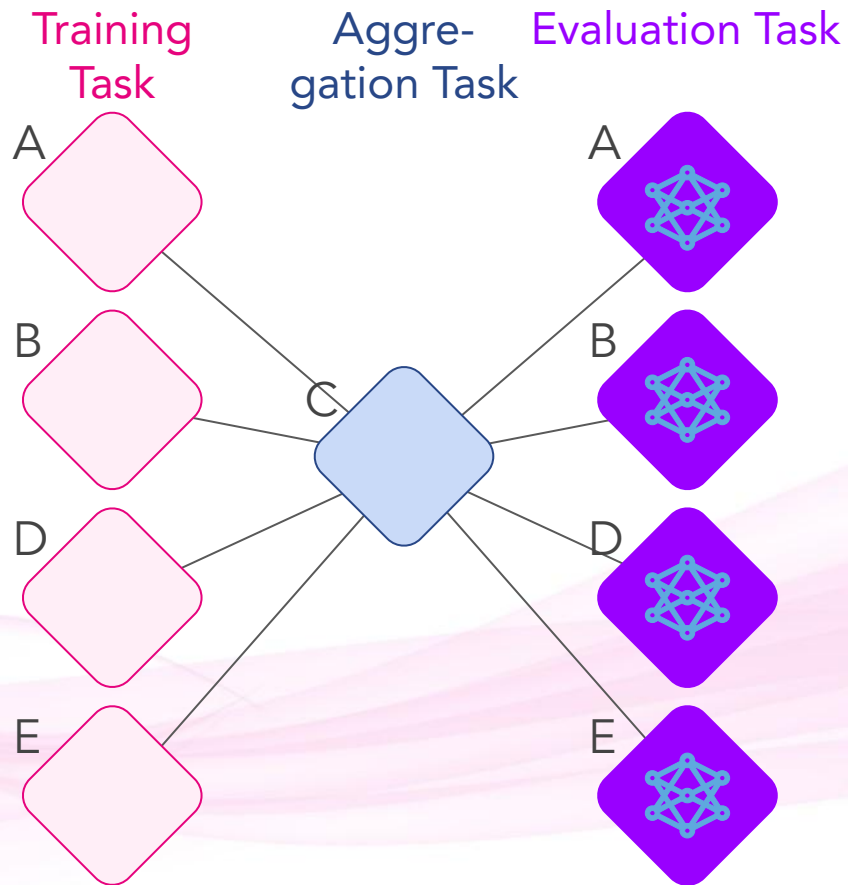 Training
Task
Aggre-
gation Task
Evaluation Task
A
A
B
B
C
D
D
E
E